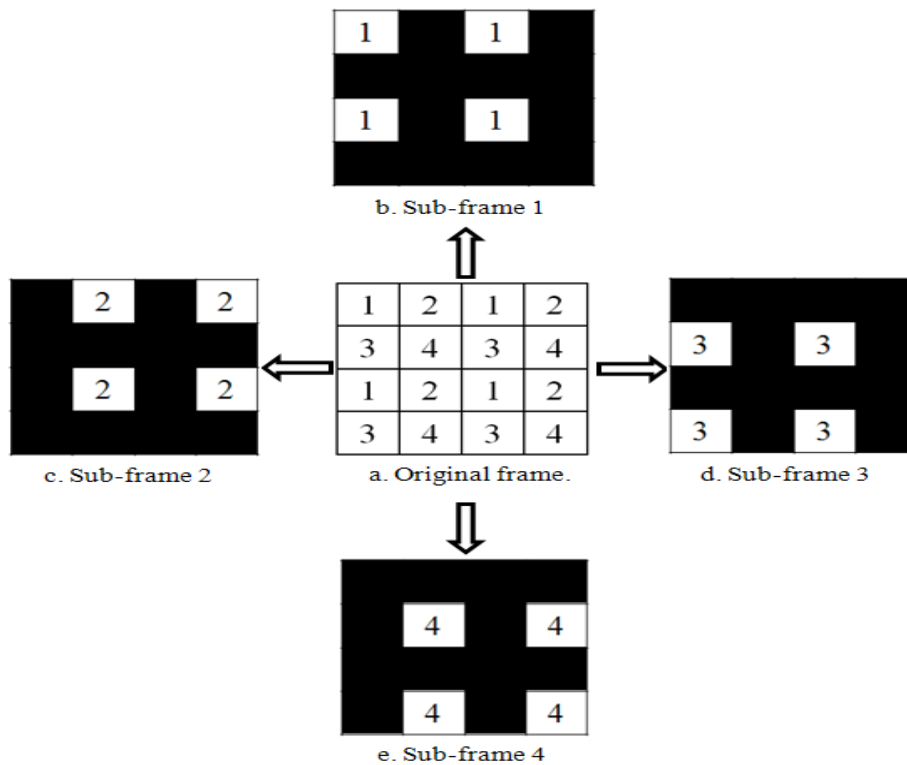 1 1
1 1
b. Sub-frame 1
2 2
2 2
c. Sub-frame 2
1 2 1 2
3 4 3 4
1 2 1 2
3 4 3 4
a. Original frame.
3 3
3 3
d. Sub-frame 3
4 4
4 4
e. Sub-frame 4